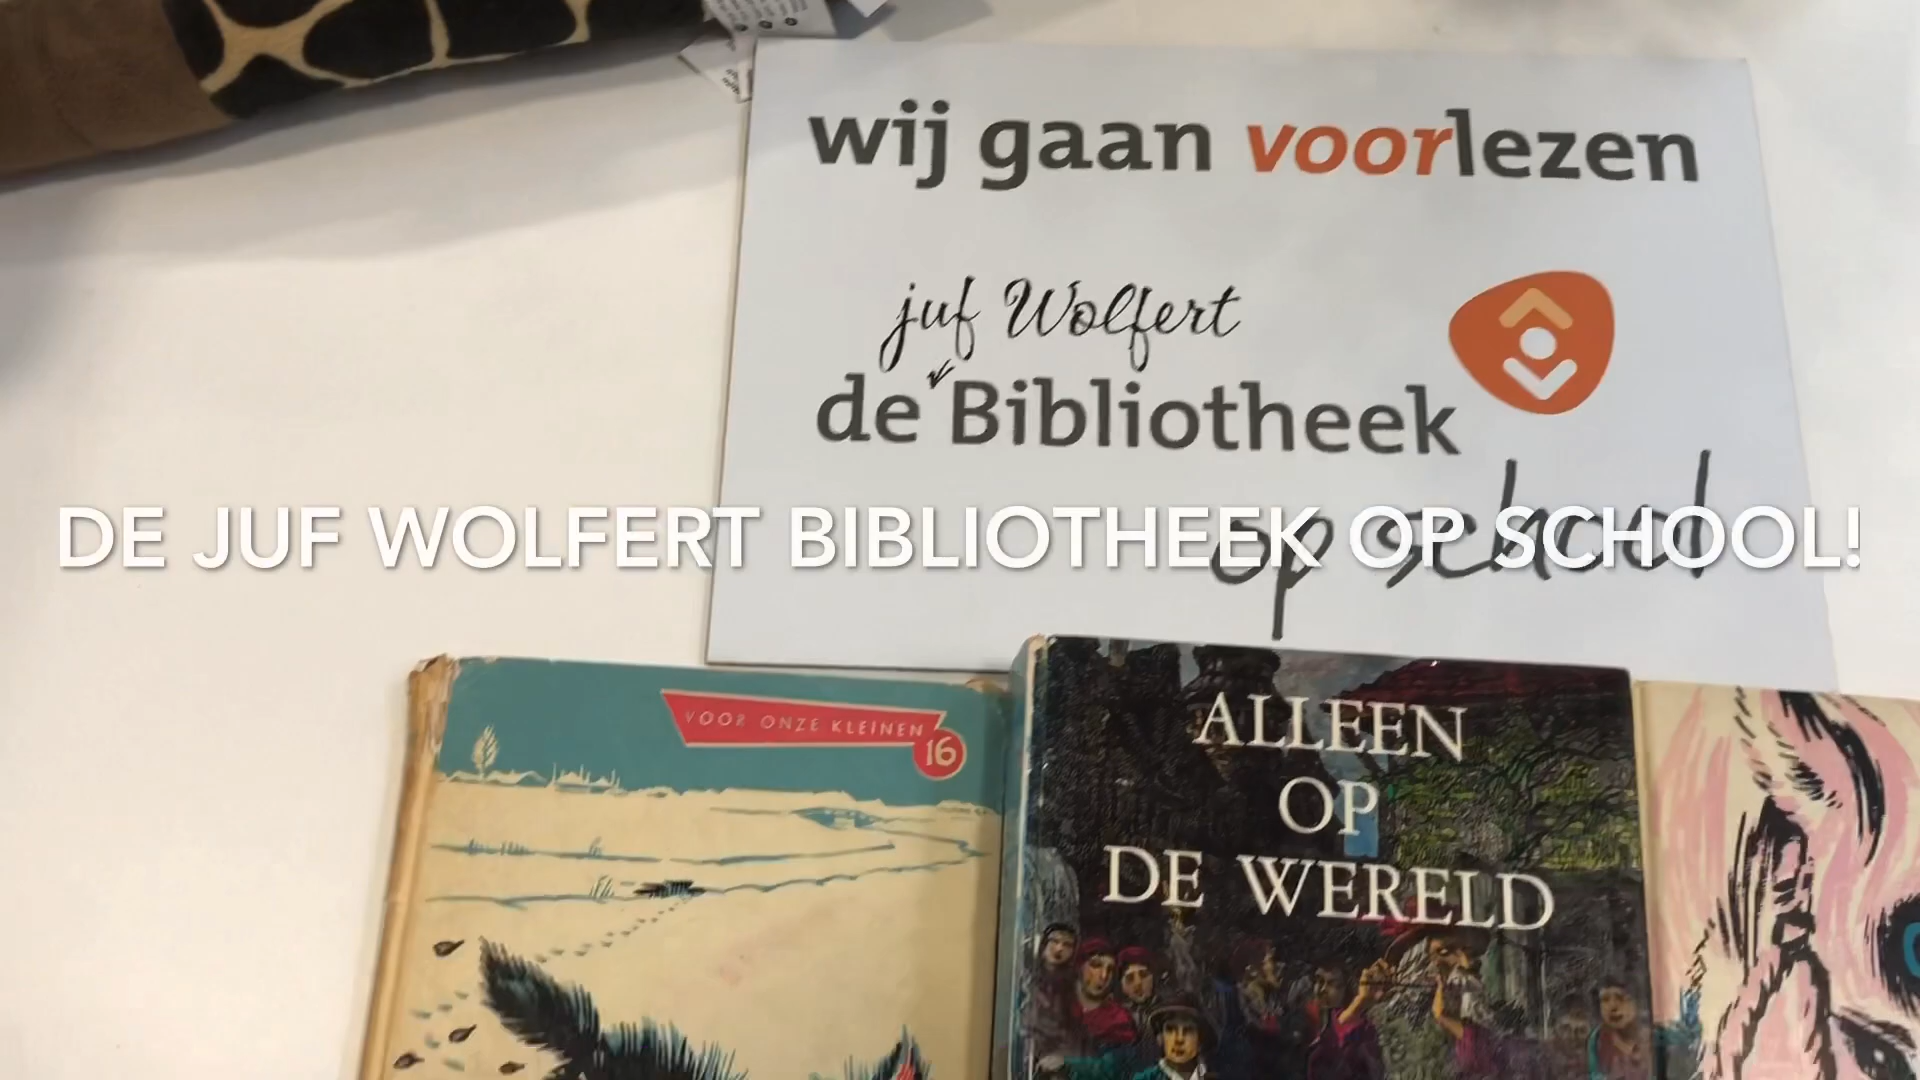 wij gaan voorlezen
juf Wolfert
de Bibliotheek
op school
DE JUF WOLFERT BIBLIOTHEEK OP SCHOOL!
VOOR ONZE KLEINEN
16
ALLEEN
OP
DE WERELD